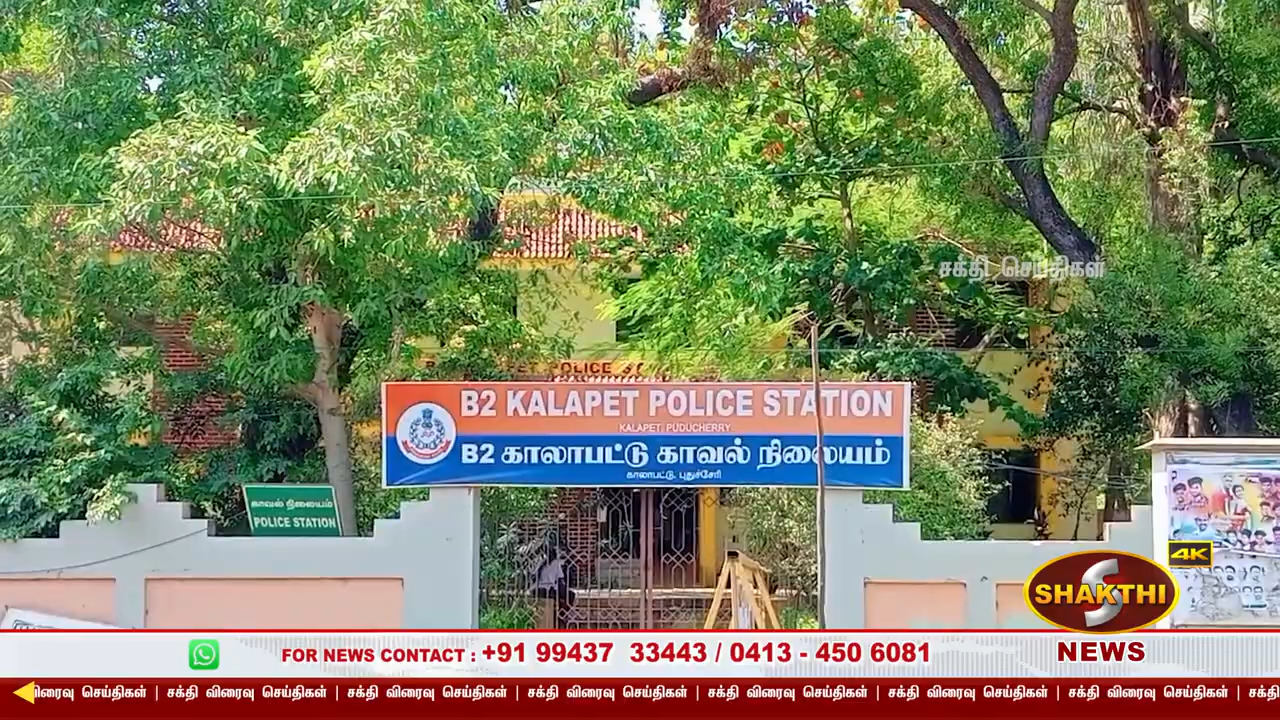 சக்தி செய்திகள்
B2 KALAPET POLICE STATION
KALAPET PUDUCHERRY
B2 காலாபட்டு காவல் நிலையம்
காலாபட்டு, புதுச்சேரி
காவல் நிலையம்
POLICE STATION
4K
SHAKTHI
S
NEWS
FOR NEWS CONTACT : +91 99437 33443 / 0413 - 450 6081
விரைவு செய்திகள் | சக்தி விரைவு செய்திகள் | சக்தி விரைவு செய்திகள் | சக்தி விரைவு செய்திகள் | சக்தி விரைவு செய்திகள் | சக்தி விரைவு செய்திகள் | சக்தி விரைவு செய்திகள் | சக்தி